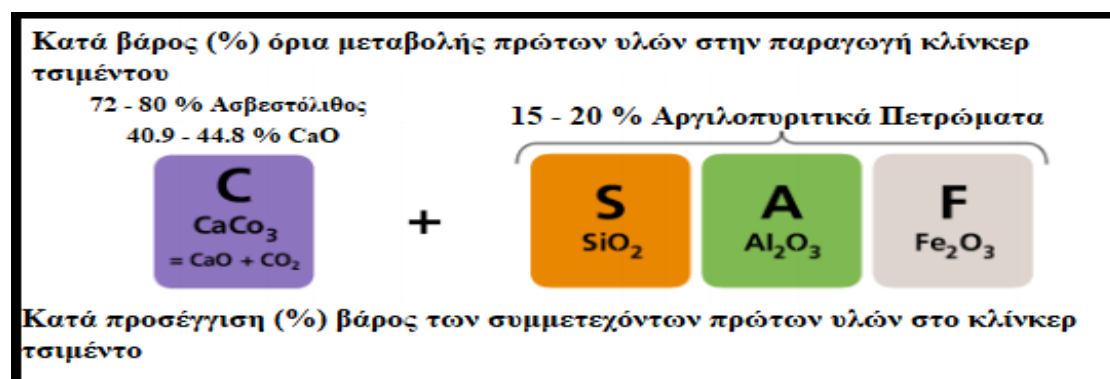 Κατά βάρος (%) όρια μεταβολής πρώτων υλών στην παραγωγή κλίνκερ
τσιμέντου
72 - 80 % Ασβεστόλιθος
40.9 - 44.8 % CaO
15 - 20 % Αργιλοπυριτικά Πετρώματα
C
CaCo₃
= CaO + CO₂
+
S
SiO₂
A
Al₂O₃
F
Fe₂O₃
Κατά προσέγγιση (%) βάρος των συμμετεχόντων πρώτων υλών στο κλίνκερ
τσιμέντο